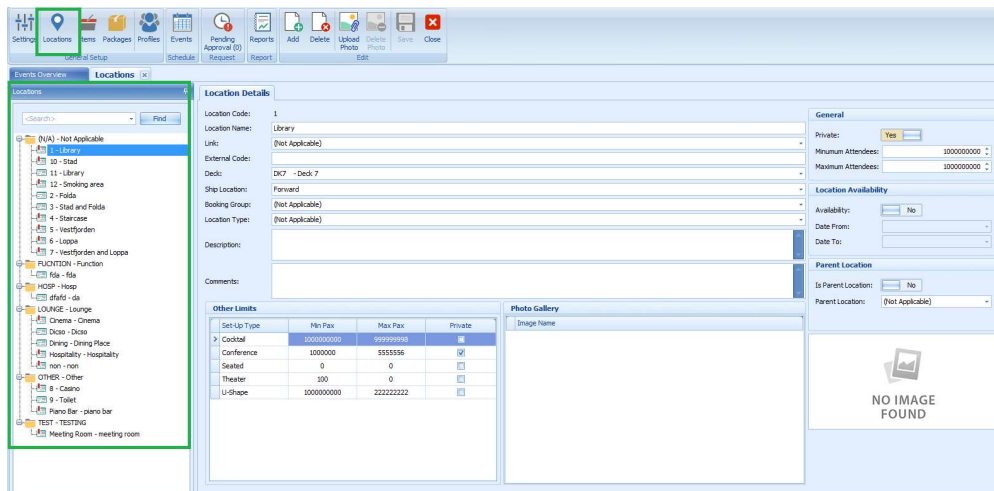 Settings Locations Items Packages Profiles Events Pending Approval (0) Reports Add Delete Upload Photo Delete Photo Save Close
General Setup Schedule Request Report Edit
Events Overview Locations
Locations
<Search> Find
(N/A) - Not Applicable
1 - Library
10 - Stad
11 - Library
12 - Smoking area
2 - Folda
3 - Stad and Folda
4 - Staircase
5 - Vestfjorden
6 - Loppa
7 - Vestfjorden and Loppa
FUCNTION - Function
fda - fda
HOSP - Hosp
dfafd - da
LOUNGE - Lounge
Cinema - Cinema
Dicso - Dicso
Dining - Dining Place
Hospitality - Hospitality
non - non
OTHER - Other
8 - Casino
9 - Toilet
Piano Bar - piano bar
TEST - TESTING
Meeting Room - meeting room
Location Details
Location Code: 1
Location Name: Library
Link: (Not Applicable)
External Code:
Deck: DK7 - Deck 7
Ship Location: Forward
Booking Group: (Not Applicable)
Location Type: (Not Applicable)
Description:
Comments:
Other Limits
Set-Up Type Min Pax Max Pax Private
Cocktail 1000000000 999999998
Conference 1000000 5555556
Seated 0 0
Theater 100 0
U-Shape 1000000000 222222222
Photo Gallery
Image Name
General
Private: Yes
Minumum Attendees: 1000000000
Maximum Attendees: 1000000000
Location Availability
Availability: No
Date From:
Date To:
Parent Location
Is Parent Location: No
Parent Location: (Not Applicable)
NO IMAGE
FOUND